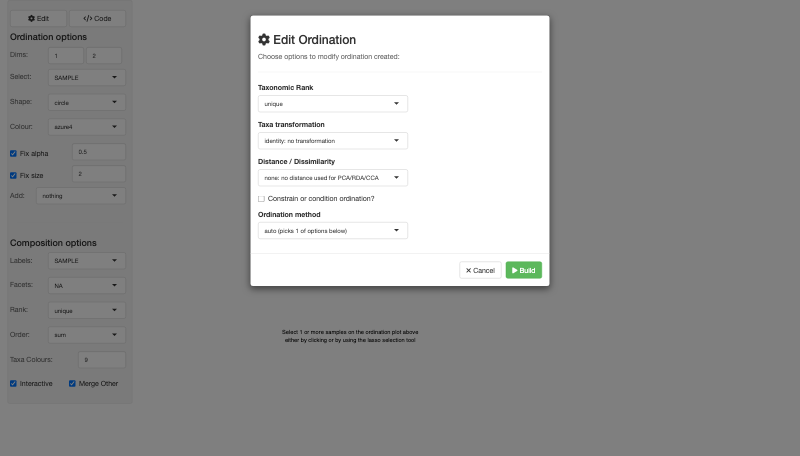 Edit
</> Code
Ordination options
Dims: 1 2
Select: SAMPLE
Shape: circle
Colour: azure4
Fix alpha 0.5
Fix size 2
Add: nothing
Composition options
Labels: SAMPLE
Facets: NA
Rank: unique
Order: sum
Taxa Colours: 9
Interactive
Merge Other
Edit Ordination
Choose options to modify ordination created:
Taxonomic Rank
unique
Taxa transformation
identity: no transformation
Distance / Dissimilarity
none: no distance used for PCA/RDA/CCA
Constrain or condition ordination?
Ordination method
auto (picks 1 of options below)
Cancel
Build
Select 1 or more samples on the ordination plot above
either by clicking or by using the lasso selection tool